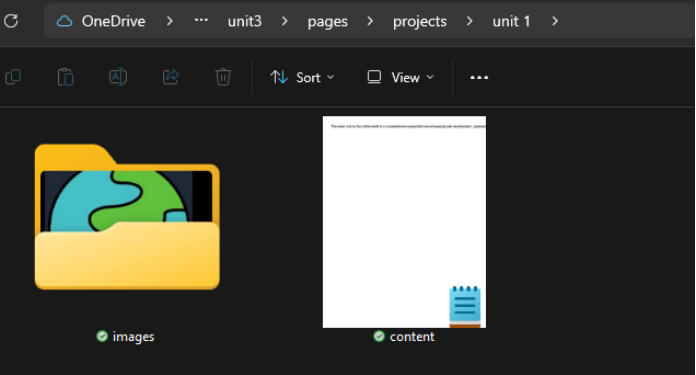 OneDrive > ... unit3 > pages > projects > unit 1 >
Sort View ...
images content